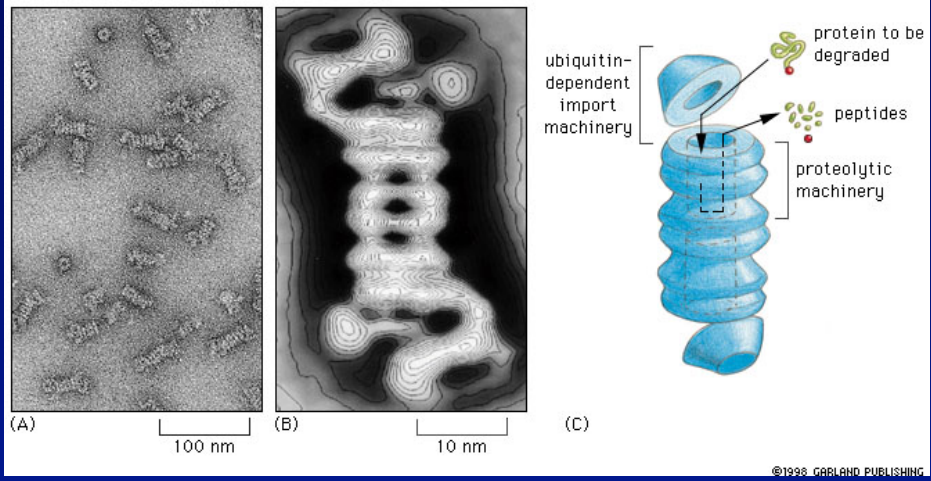 ubiquitin-
dependent
import
machinery
protein to be
degraded
peptides
proteolytic
machinery
(A)
100 nm
(B)
10 nm
(C)
©1998 GARLAND PUBLISHING